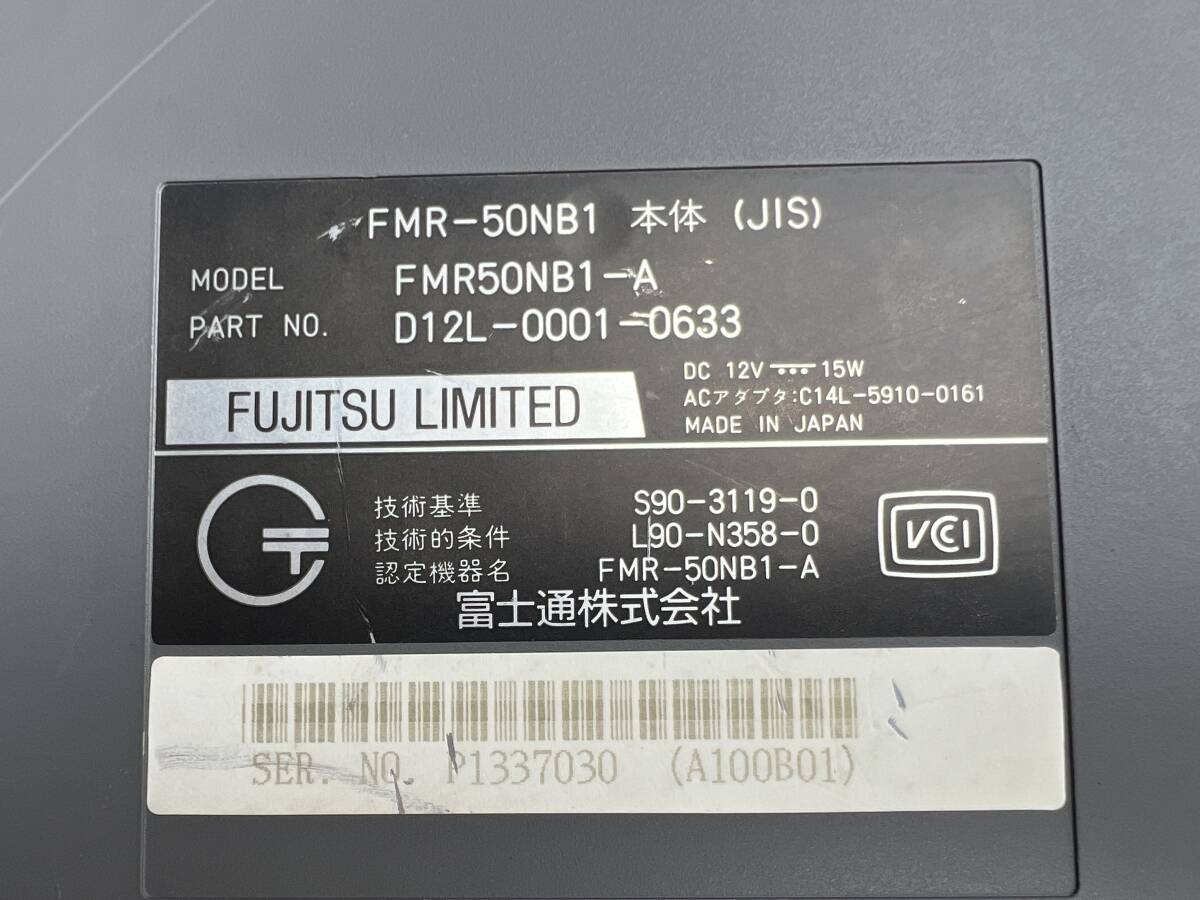 FMR-50NB1 本体 (JIS)
MODEL FMR50NB1-A
PART NO. D12L-0001-0633
FUJITSU LIMITED
DC 12V 15W
ACアダプタ:C14L-5910-0161
MADE IN JAPAN
技術基準 S90-3119-0
技術的条件 L90-N358-0
認定機器名 FMR-50NB1-A
富士通株式会社
VCI
SER. NO. P1337030 (A100B01)